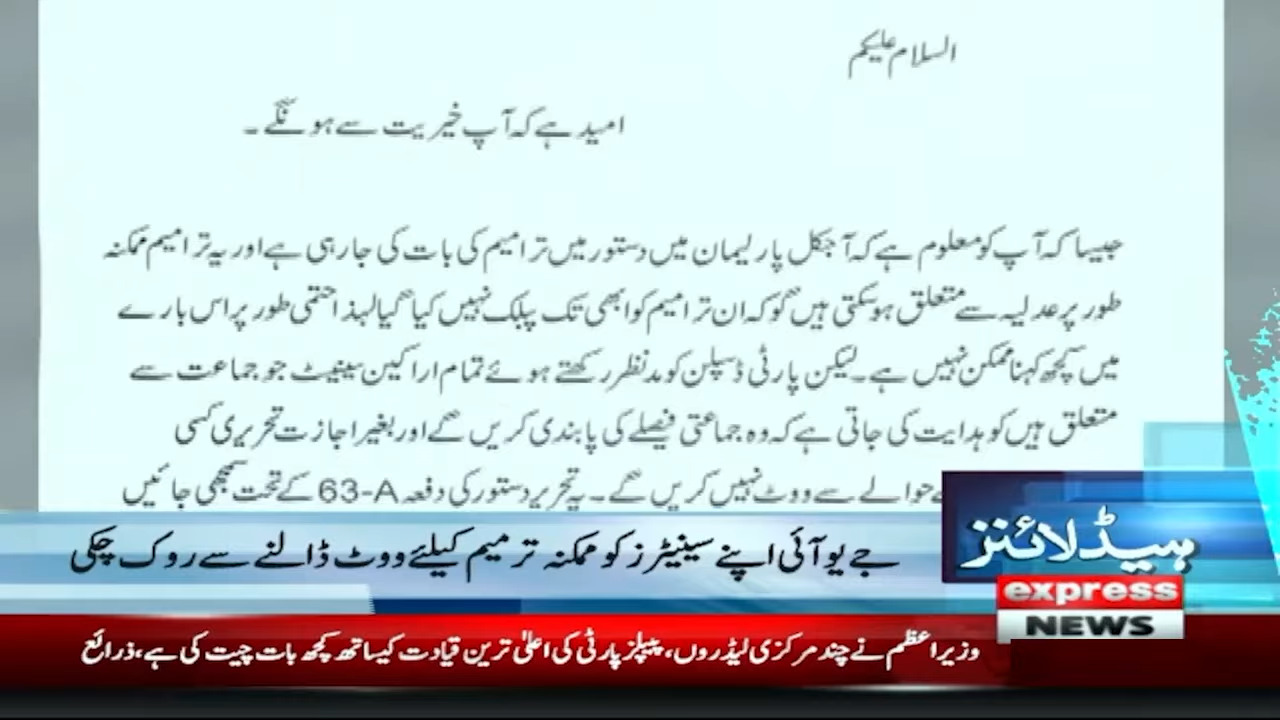 السلام علیکم
امید ہے کہ آپ خیریت سے ہونگے۔
جیسا کہ آپ کو معلوم ہے کہ آجکل پارلیمان میں دستور میں ترامیم کی بات کی جا رہی ہے اور یہ ترامیم ممکنہ
طور پر عدلیہ سے متعلق ہوسکتی ہیں گو کہ ان ترامیم کو ابھی تک پبلک نہیں کیا گیا لہذا حتمی طور پر اس بارے
میں کچھ کہنا ممکن نہیں ہے۔ لیکن پارٹی ڈسپلن کو مدنظر رکھتے ہوئے تمام اراکین سینیٹ جو جماعت سے
متعلق ہیں کو ہدایت کی جاتی ہے کہ وہ جماعتی فیصلے کی پابندی کریں گے اور بغیر اجازت تحریری کسی
حوالے سے ووٹ نہیں کریں گے۔ یہ تحریر دستور کی دفعہ 63-A کے تحت سمجھی جائیں
ہیڈلائنز
جے یو آئی اپنے سینیٹرز کو ممکنہ ترمیم کیلئے ووٹ ڈالنے سے روک چکی
express
NEWS
وزیراعظم نے چند مرکزی لیڈروں، پیپلز پارٹی کی اعلیٰ ترین قیادت کیساتھ کچھ بات چیت کی ہے، ذرائع